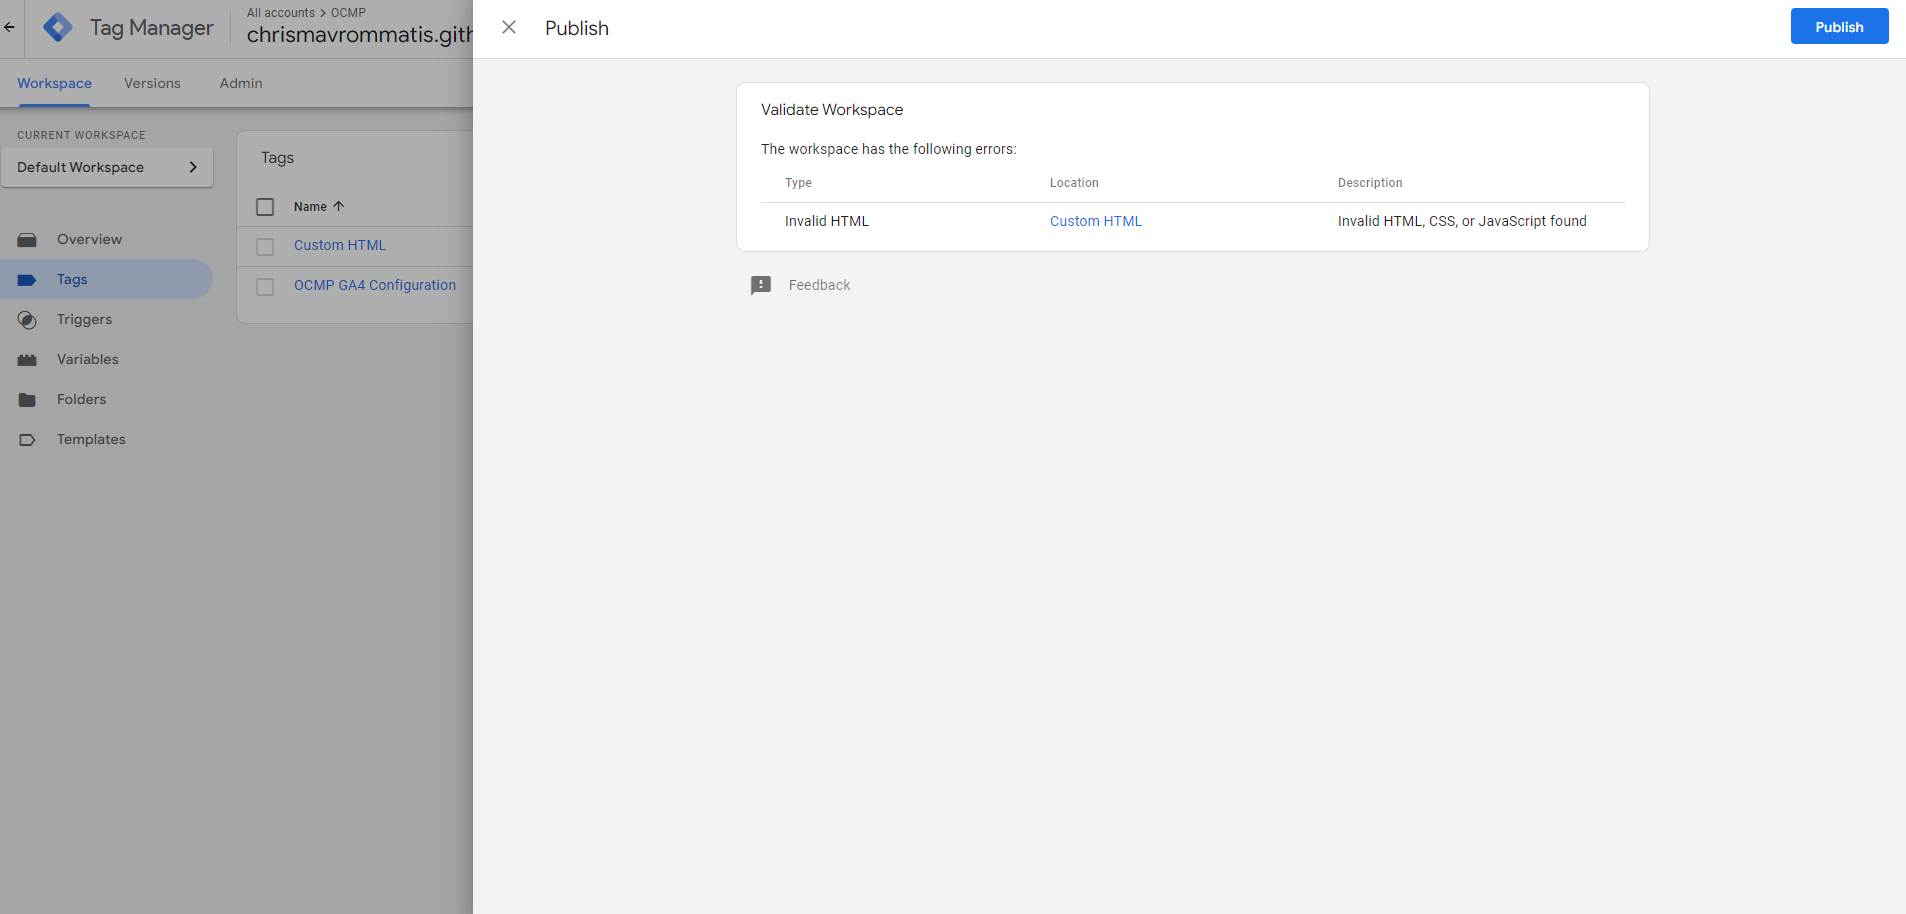 Tag Manager
All accounts > OCMP
chrismavrommatis.gith
Workspace
Versions
Admin
CURRENT WORKSPACE
Default Workspace
Overview
Tags
Triggers
Variables
Folders
Templates
Tags
Name
Custom HTML
OCMP GA4 Configuration
Publish
Publish
Validate Workspace
The workspace has the following errors:
Type Location Description
Invalid HTML Custom HTML Invalid HTML, CSS, or JavaScript found
Feedback